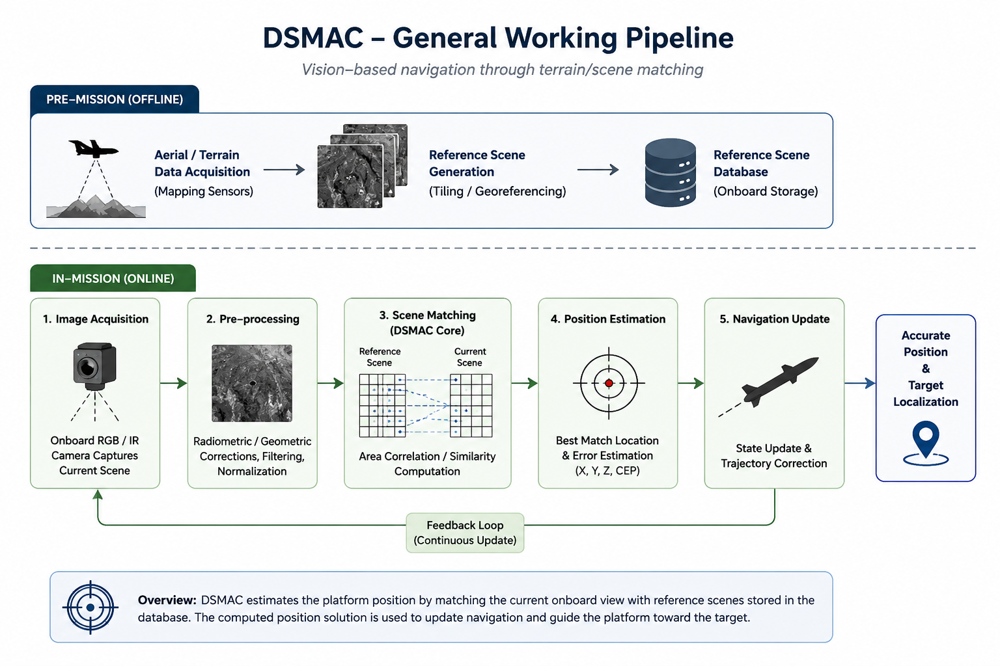 DSMAC – General Working Pipeline
Vision–based navigation through terrain/scene matching
PRE–MISSION (OFFLINE)
Aerial / Terrain
Data Acquisition
(Mapping Sensors)
Reference Scene
Generation
(Tiling / Georeferencing)
Reference Scene
Database
(Onboard Storage)
IN–MISSION (ONLINE)
1. Image Acquisition
Onboard RGB / IR
Camera Captures
Current Scene
2. Pre–processing
Radiometric / Geometric
Corrections, Filtering,
Normalization
3. Scene Matching
(DSMAC Core)
Reference
Scene
Current
Scene
Area Correlation / Similarity
Computation
4. Position Estimation
Best Match Location
& Error Estimation
(X, Y, Z, CEP)
5. Navigation Update
State Update &
Trajectory Correction
Accurate
Position
&
Target
Localization
Feedback Loop
(Continuous Update)
Overview: DSMAC estimates the platform position by matching the current onboard view with reference scenes stored in the
database. The computed position solution is used to update navigation and guide the platform toward the target.